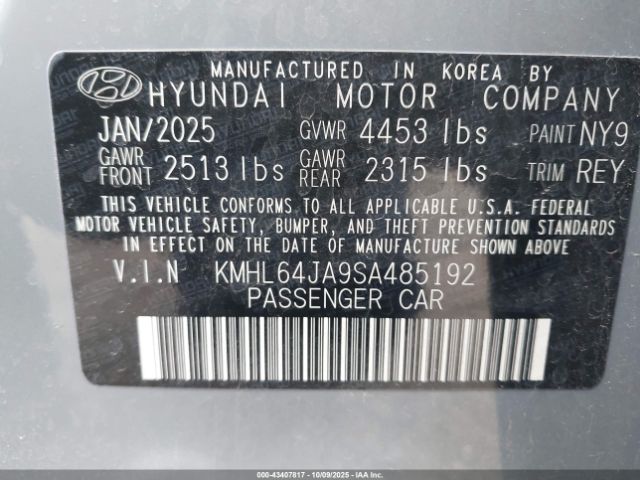 MANUFACTURED IN KOREA BY
HYUNDAI MOTOR COMPANY
JAN/2025 GVWR 4453 lbs PAINT NY9
GAWR FRONT 2513 lbs GAWR REAR 2315 lbs TRIM REY
THIS VEHICLE CONFORMS TO ALL APPLICABLE U.S.A. FEDERAL
MOTOR VEHICLE SAFETY, BUMPER, AND THEFT PREVENTION STANDARDS
IN EFFECT ON THE DATE OF MANUFACTURE SHOWN ABOVE.
V.I.N KMHL64JA9SA485192
PASSENGER CAR
000-43407817 - 10/09/2025 - IAAI.COM